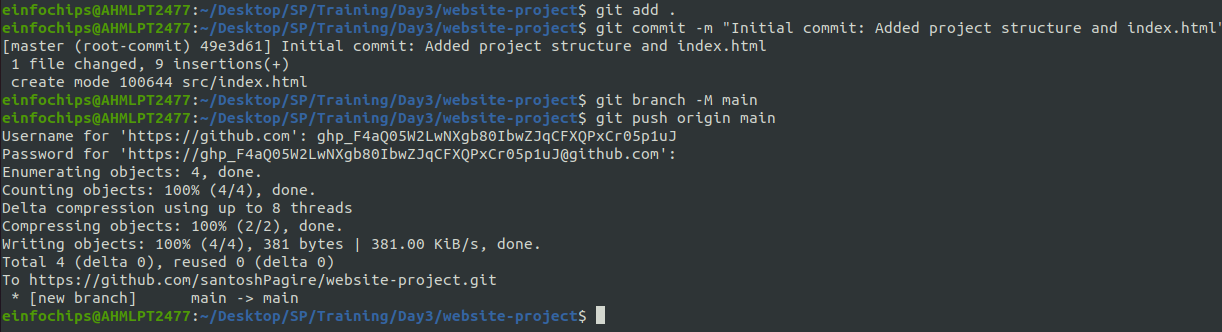 einfochips@AHMLPT2477:~/Desktop/SP/Training/Day3/website-project$ git add .
einfochips@AHMLPT2477:~/Desktop/SP/Training/Day3/website-project$ git commit -m "Initial commit: Added project structure and index.html"
[master (root-commit) 49e3d61] Initial commit: Added project structure and index.html
 1 file changed, 9 insertions(+)
 create mode 100644 src/index.html
einfochips@AHMLPT2477:~/Desktop/SP/Training/Day3/website-project$ git branch -M main
einfochips@AHMLPT2477:~/Desktop/SP/Training/Day3/website-project$ git push origin main
Username for 'https://github.com': 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
Password for 'https://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@github.com':
Enumerating objects: 4, done.
Counting objects: 100% (4/4), done.
Delta compression using up to 8 threads
Compressing objects: 100% (2/2), done.
Writing objects: 100% (4/4), 381 bytes | 381.00 KiB/s, done.
Total 4 (delta 0), reused 0 (delta 0)
To https://github.com/santoshPagire/website-project.git
 * [new branch]      main -> main
einfochips@AHMLPT2477:~/Desktop/SP/Training/Day3/website-project$